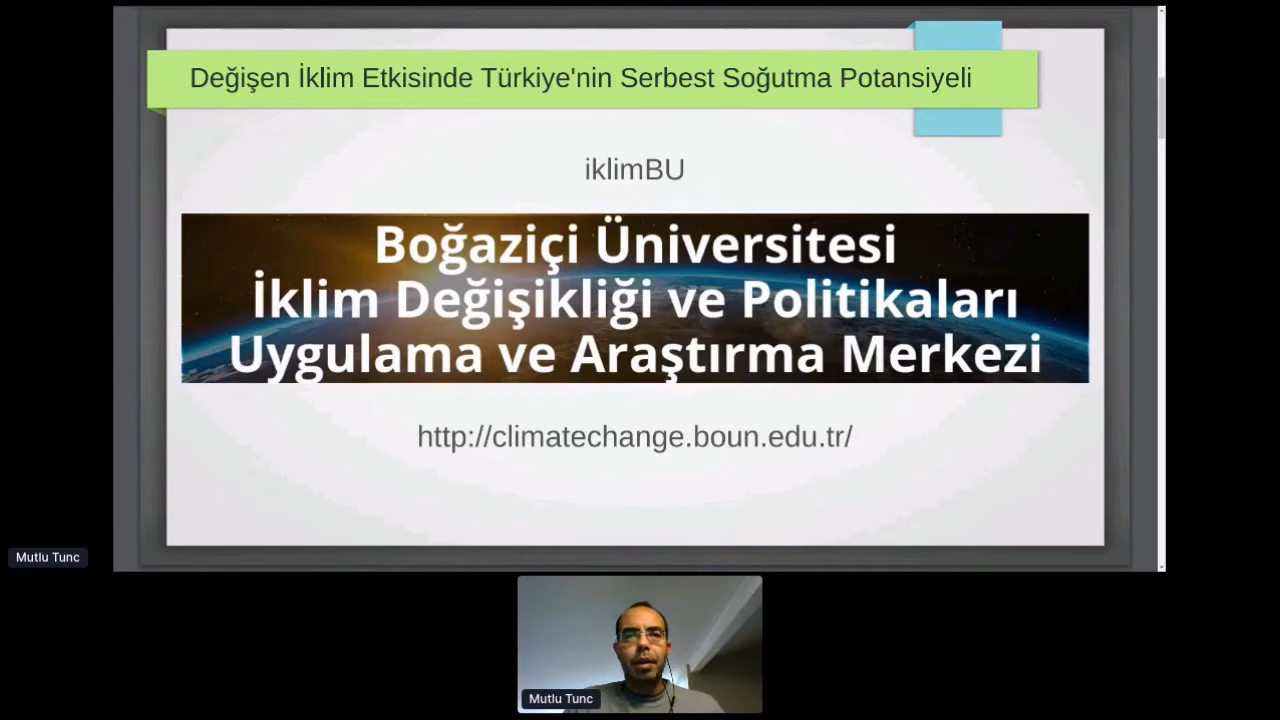 Değişen İklim Etkisinde Türkiye'nin Serbest Soğutma Potansiyeli
iklimBU
Boğaziçi Üniversitesi
İklim Değişikliği ve Politikaları
Uygulama ve Araştırma Merkezi
http://climatechange.boun.edu.tr/
Mutlu Tunc
Mutlu Tunc